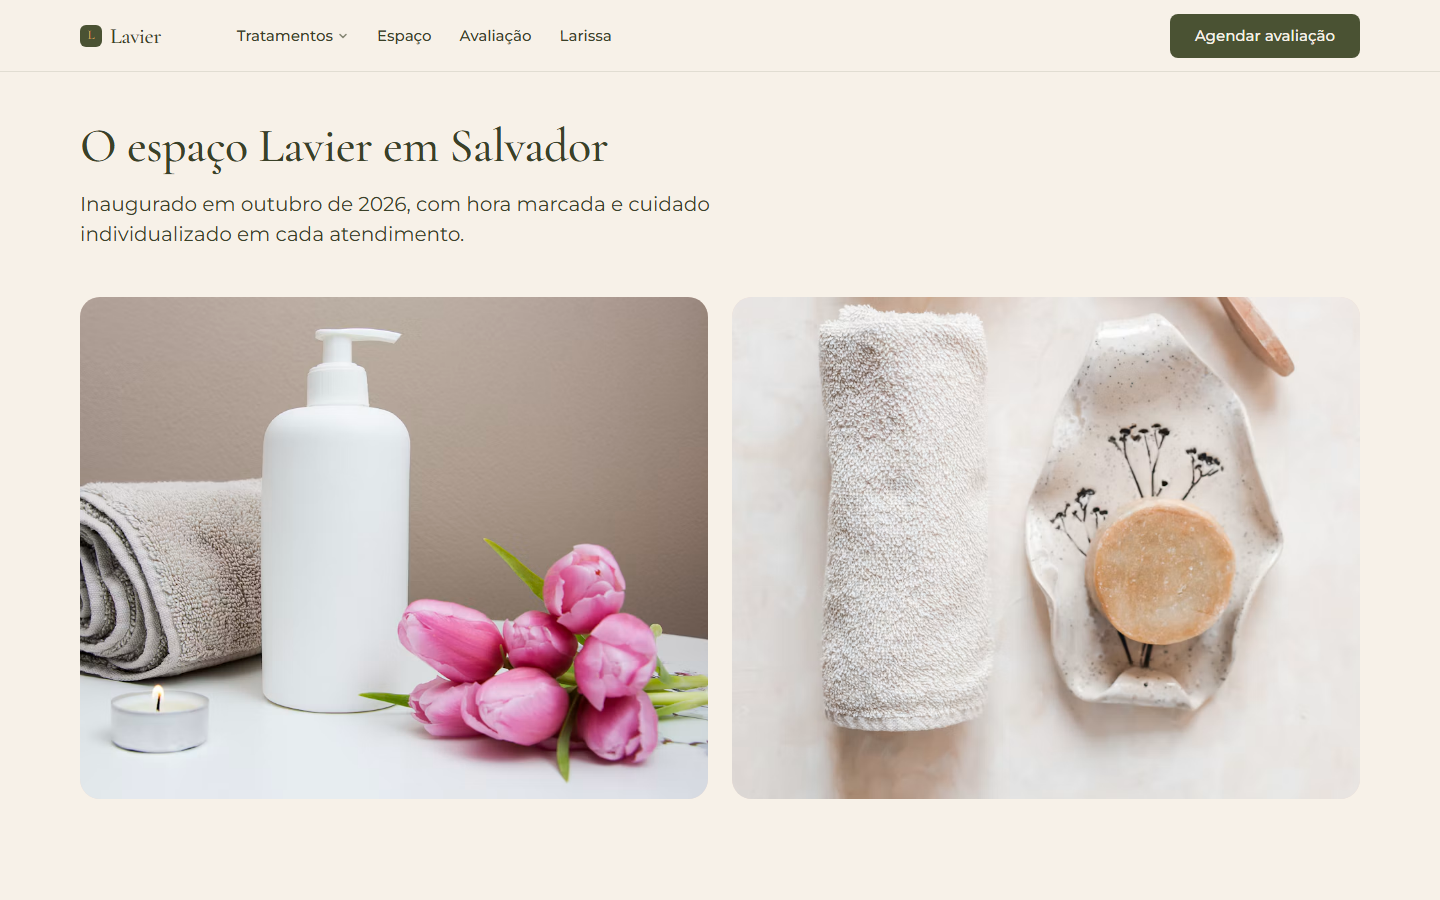 L Lavier
Tratamentos
Espaço
Avaliação
Larissa
Agendar avaliação
O espaço Lavier em Salvador
Inaugurado em outubro de 2026, com hora marcada e cuidado
individualizado em cada atendimento.